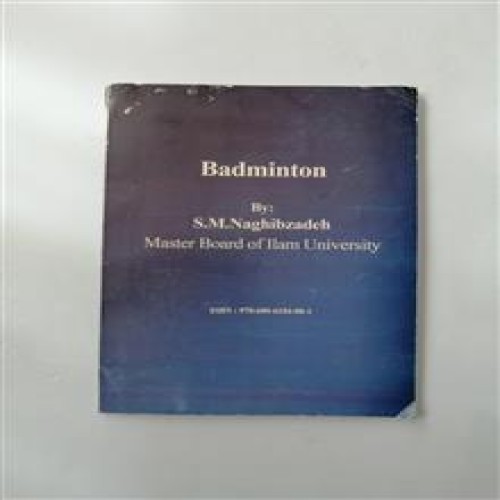 Badminton
By:
S.M.Naghibzadeh
Master Board of Ilam University